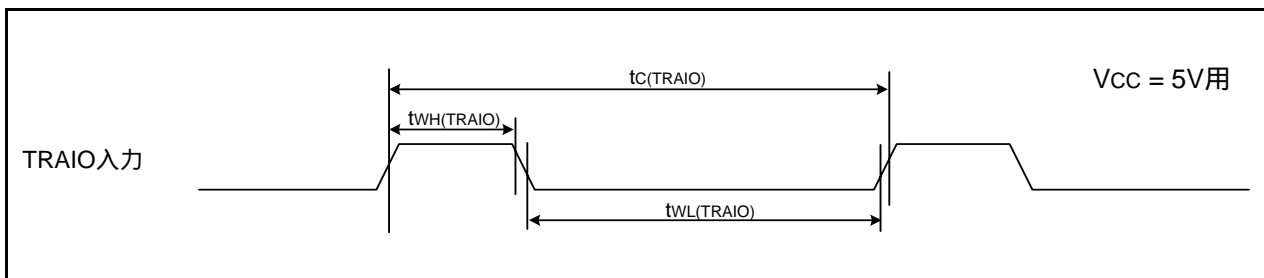 tC(TRAIO)
VCC = 5V用
tWH(TRAIO)
TRAIO入力
tWL(TRAIO)